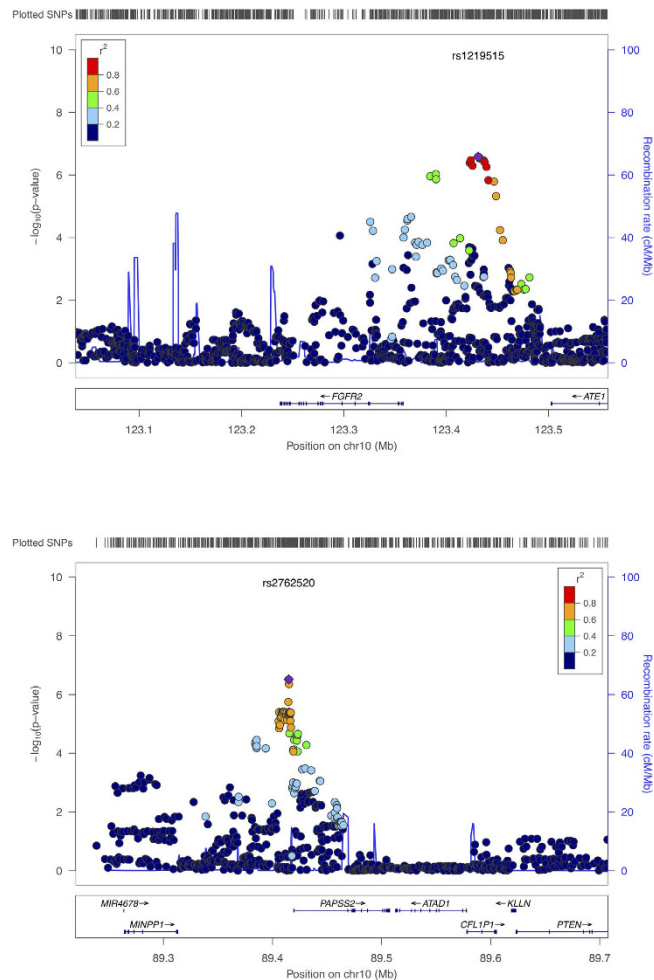 Plotted SNPs
10
100
rs1219515
r²
0.8
0.6
0.4
0.2
8
80
6
60
4
40
2
20
0
0
−log₁₀(p−value)
Recombination rate (cM/Mb)
←FGFR2
←ATE1
123.1 123.2 123.3 123.4 123.5
Position on chr10 (Mb)
Plotted SNPs
10
100
rs2762520
r²
0.8
0.6
0.4
0.2
8
80
6
60
4
40
2
20
0
0
−log₁₀(p−value)
Recombination rate (cM/Mb)
MIR4678→ PAPSS2→ ←ATAD1 ←KLLN
MINPP1→ CFL1P1→ PTEN→
89.3 89.4 89.5 89.6 89.7
Position on chr10 (Mb)